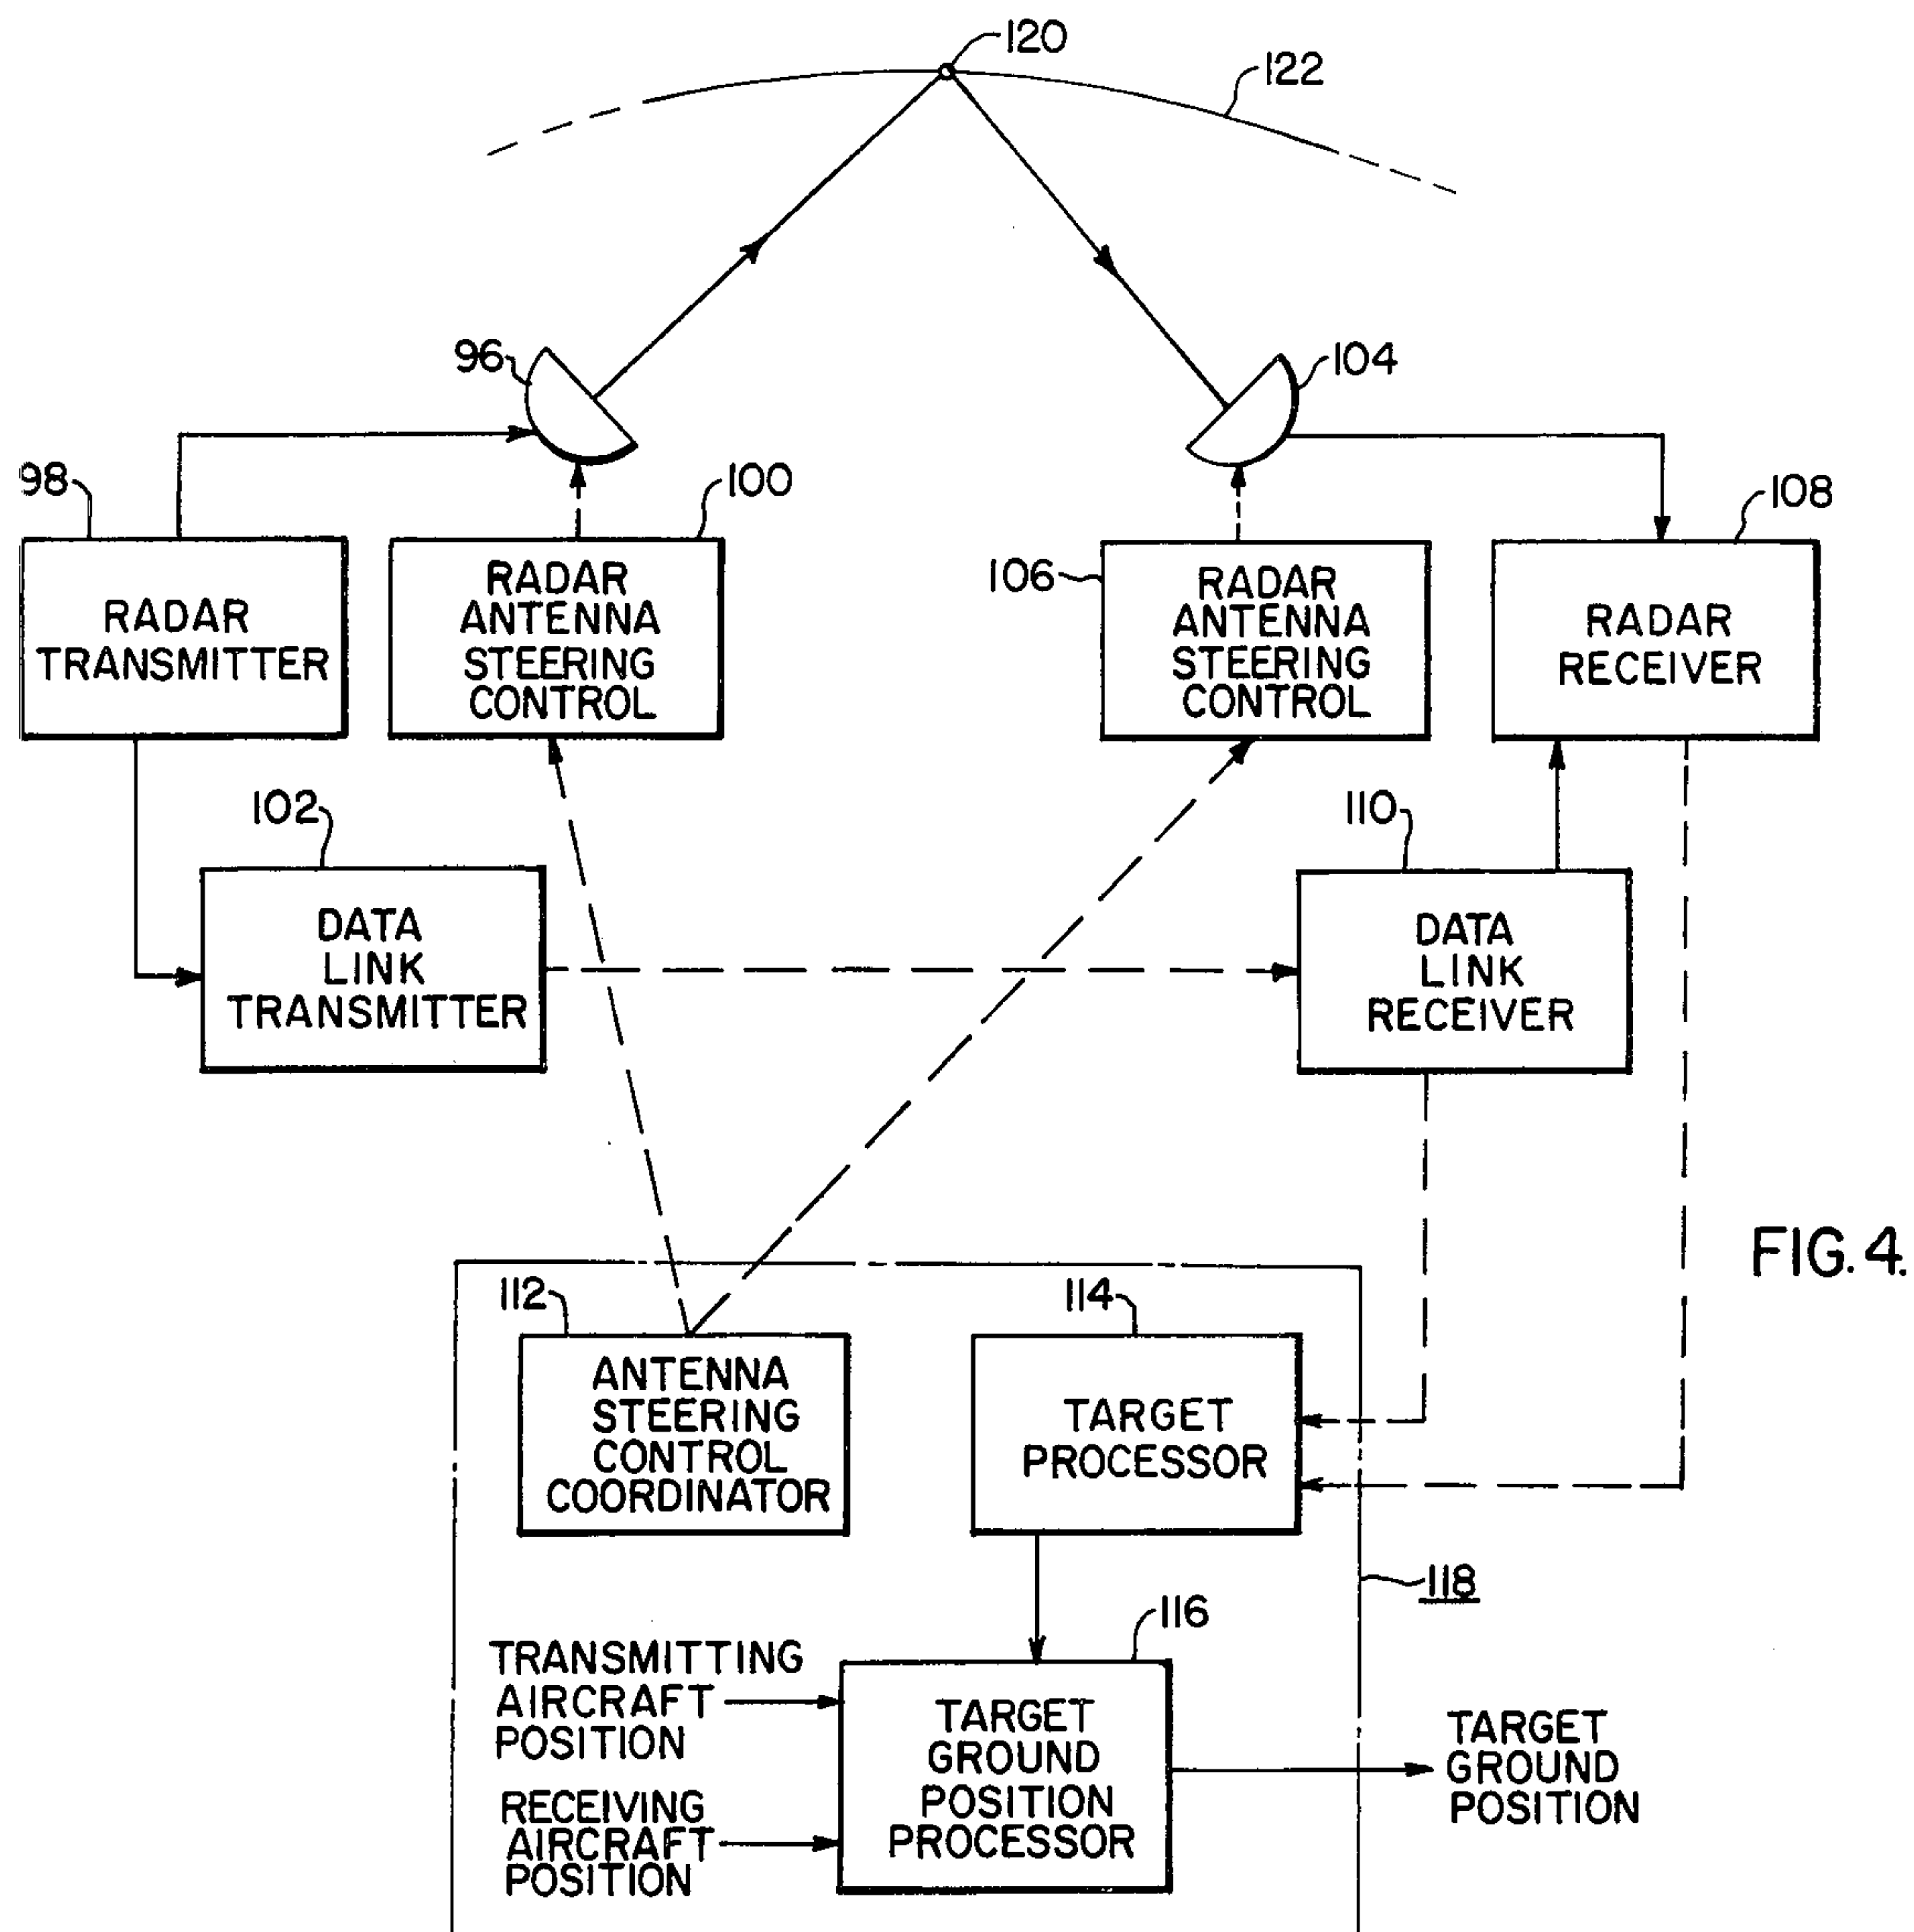 120
122
96
104
98
100
108
106
RADAR
TRANSMITTER
RADAR
ANTENNA
STEERING
CONTROL
RADAR
ANTENNA
STEERING
CONTROL
RADAR
RECEIVER
102
110
DATA
LINK
TRANSMITTER
DATA
LINK
RECEIVER
FIG. 4.
112
114
ANTENNA
STEERING
CONTROL
COORDINATOR
TARGET
PROCESSOR
118
116
TRANSMITTING
AIRCRAFT
POSITION
RECEIVING
AIRCRAFT
POSITION
TARGET
GROUND
POSITION
PROCESSOR
TARGET
GROUND
POSITION